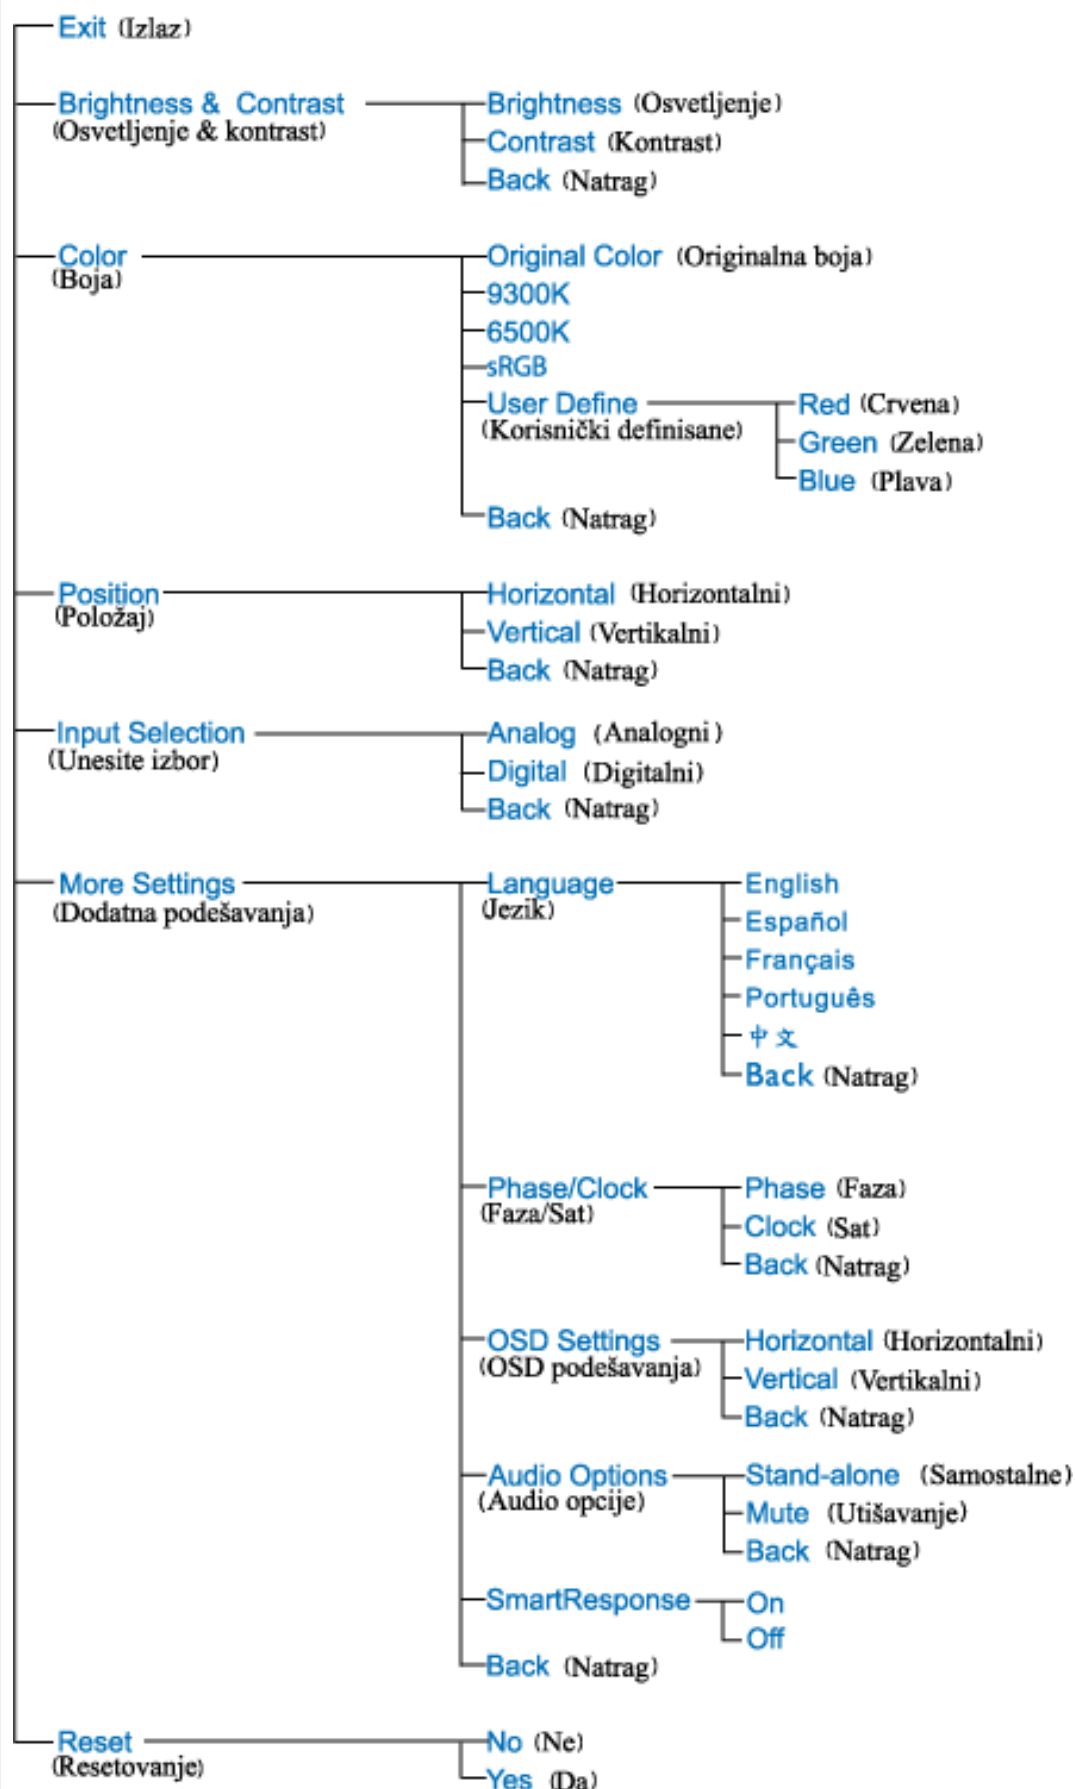 Exit (Izlaz)
Brightness & Contrast
(Osvetljenje & kontrast)
Brightness (Osvetljenje)
Contrast (Kontrast)
Back (Natrag)
Color
(Boja)
Original Color (Originalna boja)
9300K
6500K
sRGB
User Define
(Korisnički definisane)
Red (Crvena)
Green (Zelena)
Blue (Plava)
Back (Natrag)
Position
(Položaj)
Horizontal (Horizontalni)
Vertical (Vertikalni)
Back (Natrag)
Input Selection
(Unesite izbor)
Analog (Analogni)
Digital (Digitalni)
Back (Natrag)
More Settings
(Dodatna podešavanja)
Language
(Jezik)
English
Español
Français
Português
中文
Back (Natrag)
Phase/Clock
(Faza/Sat)
Phase (Faza)
Clock (Sat)
Back (Natrag)
OSD Settings
(OSD podešavanja)
Horizontal (Horizontalni)
Vertical (Vertikalni)
Back (Natrag)
Audio Options
(Audio opcije)
Stand-alone (Samostalne)
Mute (Utišavanje)
Back (Natrag)
SmartResponse
On
Off
Back (Natrag)
Reset
(Resetovanje)
No (Ne)
Yes (Da)